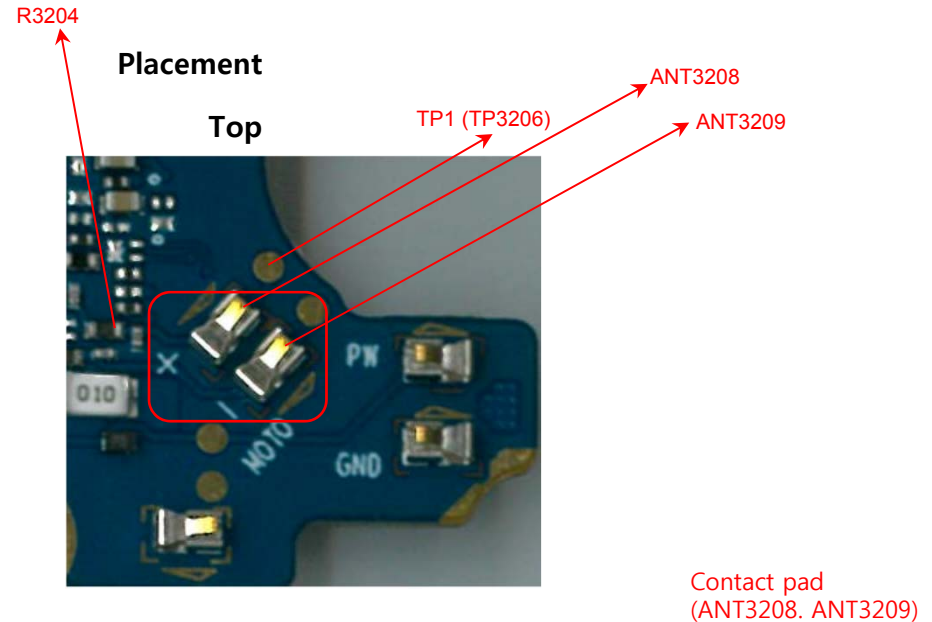 R3204
Placement
Top
ANT3208
TP1 (TP3206)
ANT3209
PW
010
MOTO
GND
Contact pad
(ANT3208. ANT3209)